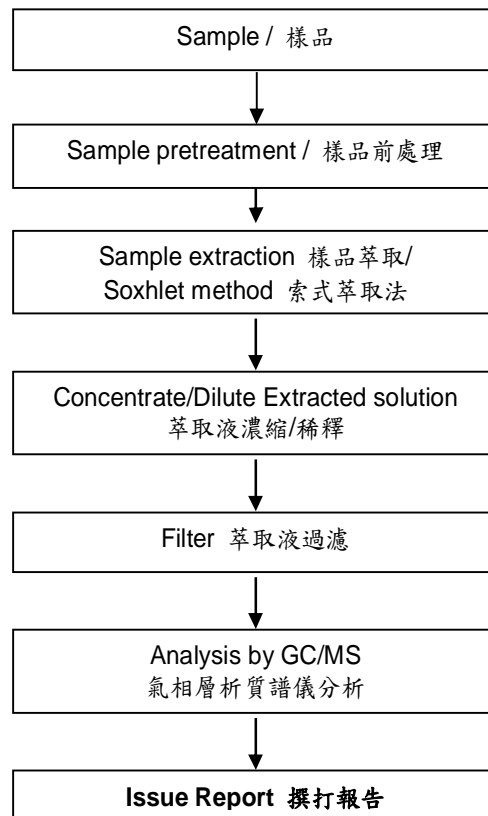 Sample / 樣品
Sample pretreatment / 樣品前處理
Sample extraction 樣品萃取/
Soxhlet method 索式萃取法
Concentrate/Dilute Extracted solution
萃取液濃縮/稀釋
Filter 萃取液過濾
Analysis by GC/MS
氣相層析質譜儀分析
Issue Report 撰打報告